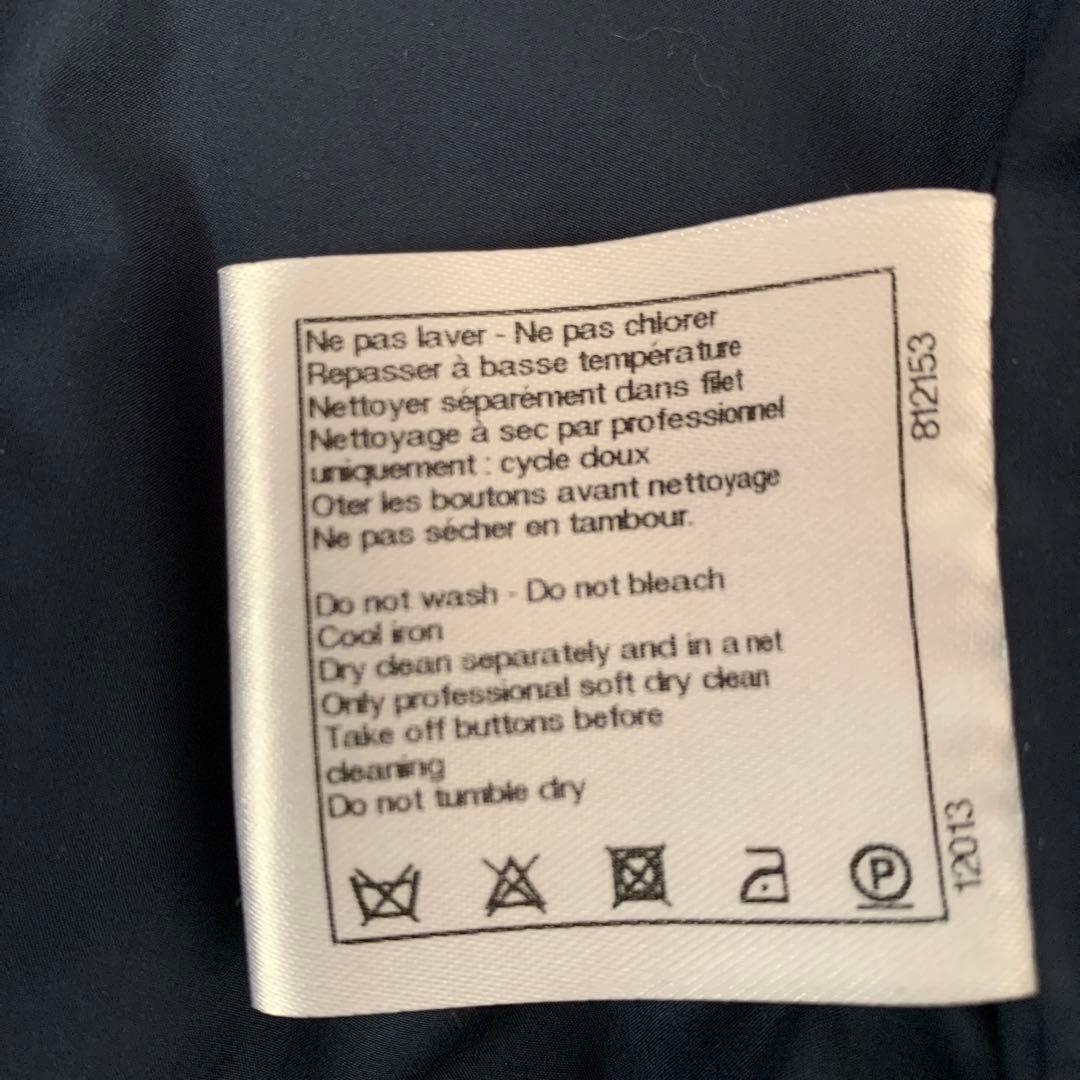 Ne pas laver - Ne pas chlorer
Repasser à basse température
Nettoyer séparément dans filet
Nettoyage à sec par professionnel
uniquement : cycle doux
Oter les boutons avant nettoyage
Ne pas sécher en tambour.
Do not wash - Do not bleach
Cool iron
Dry clean separately and in a net
Only professional soft dry clean
Take off buttons before
cleaning
Do not tumble dry
P
812153
12013